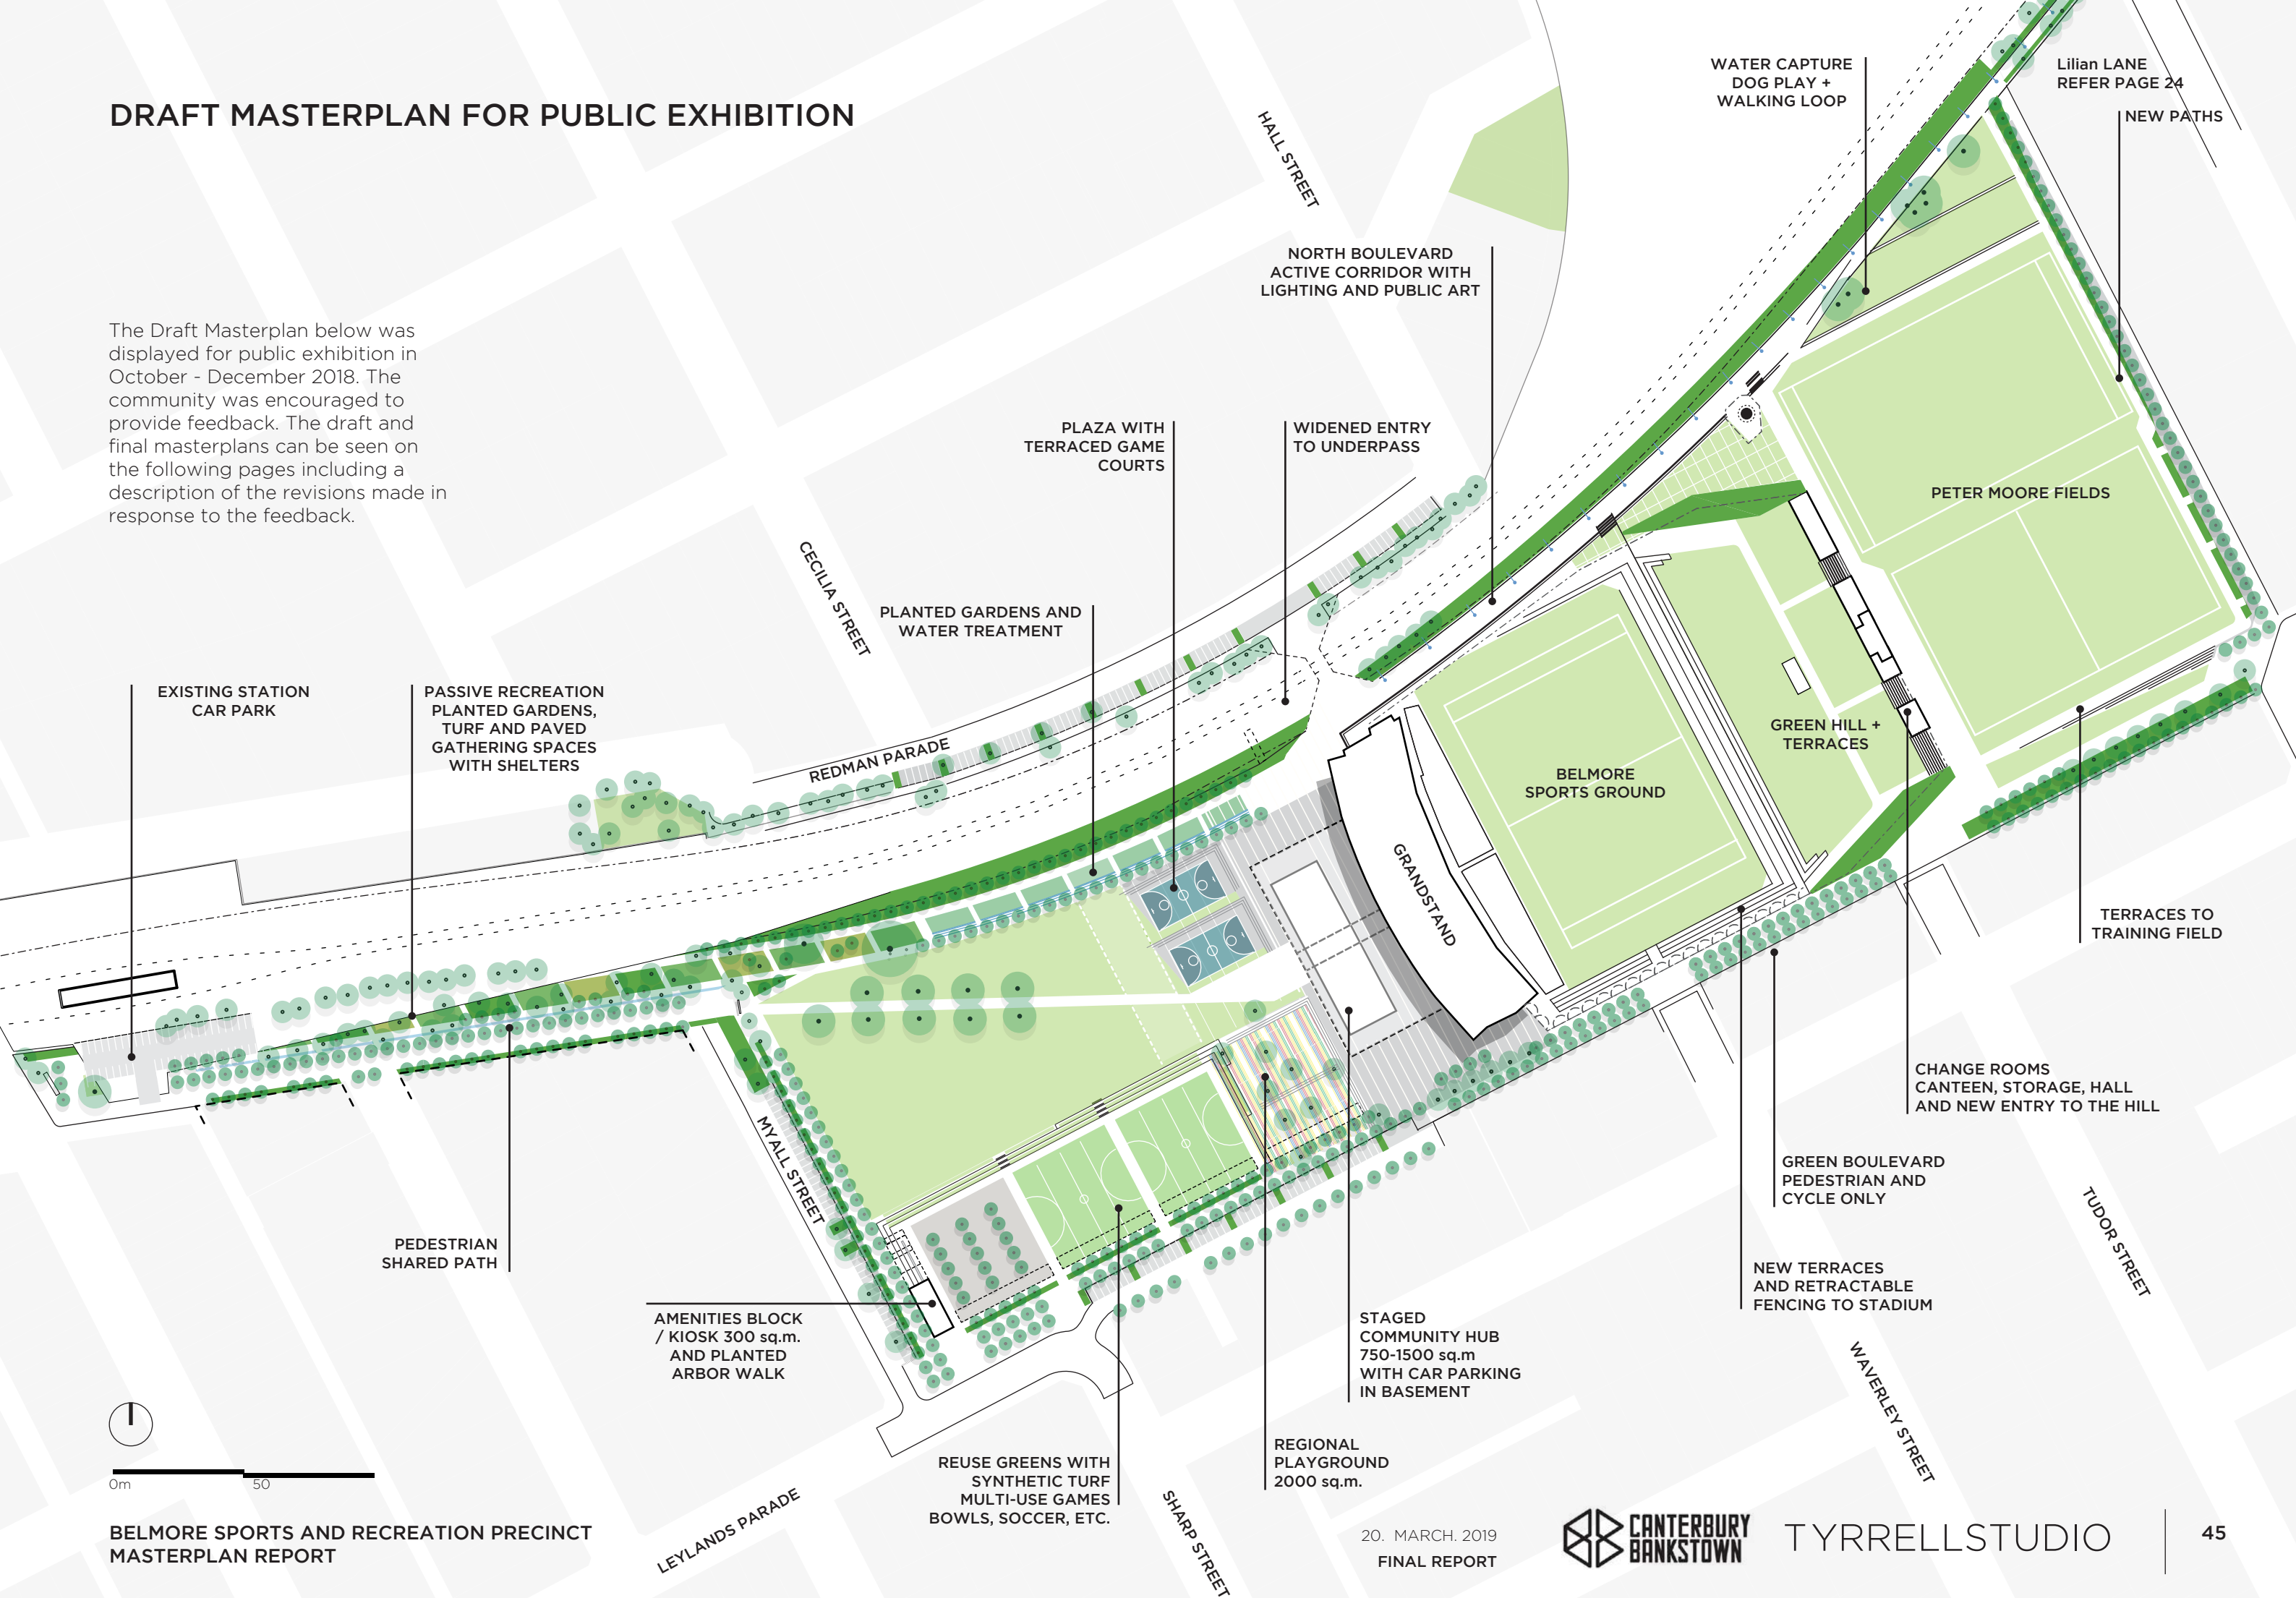 DRAFT MASTERPLAN FOR PUBLIC EXHIBITION
The Draft Masterplan below was
displayed for public exhibition in
October - December 2018. The
community was encouraged to
provide feedback. The draft and
final masterplans can be seen on
the following pages including a
description of the revisions made in
response to the feedback.
WATER CAPTURE
DOG PLAY +
WALKING LOOP
Lilian LANE
REFER PAGE 24
NEW PATHS
HALL STREET
NORTH BOULEVARD
ACTIVE CORRIDOR WITH
LIGHTING AND PUBLIC ART
PLAZA WITH
TERRACED GAME
COURTS
WIDENED ENTRY
TO UNDERPASS
PETER MOORE FIELDS
CECILIA STREET
PLANTED GARDENS AND
WATER TREATMENT
EXISTING STATION
CAR PARK
PASSIVE RECREATION
PLANTED GARDENS,
TURF AND PAVED
GATHERING SPACES
WITH SHELTERS
REDMAN PARADE
GREEN HILL +
TERRACES
BELMORE
SPORTS GROUND
GRANDSTAND
TERRACES TO
TRAINING FIELD
CHANGE ROOMS
CANTEEN, STORAGE, HALL
AND NEW ENTRY TO THE HILL
GREEN BOULEVARD
PEDESTRIAN AND
CYCLE ONLY
MYALL STREET
TUDOR STREET
PEDESTRIAN
SHARED PATH
NEW TERRACES
AND RETRACTABLE
FENCING TO STADIUM
AMENITIES BLOCK
/ KIOSK 300 sq.m.
AND PLANTED
ARBOR WALK
STAGED
COMMUNITY HUB
750-1500 sq.m
WITH CAR PARKING
IN BASEMENT
WAVERLEY STREET
REGIONAL
PLAYGROUND
2000 sq.m.
REUSE GREENS WITH
SYNTHETIC TURF
MULTI-USE GAMES
BOWLS, SOCCER, ETC.
LEYLANDS PARADE
SHARP STREET
0m 50
BELMORE SPORTS AND RECREATION PRECINCT
MASTERPLAN REPORT
20. MARCH. 2019
FINAL REPORT
CANTERBURY
BANKSTOWN
TYRRELLSTUDIO
45